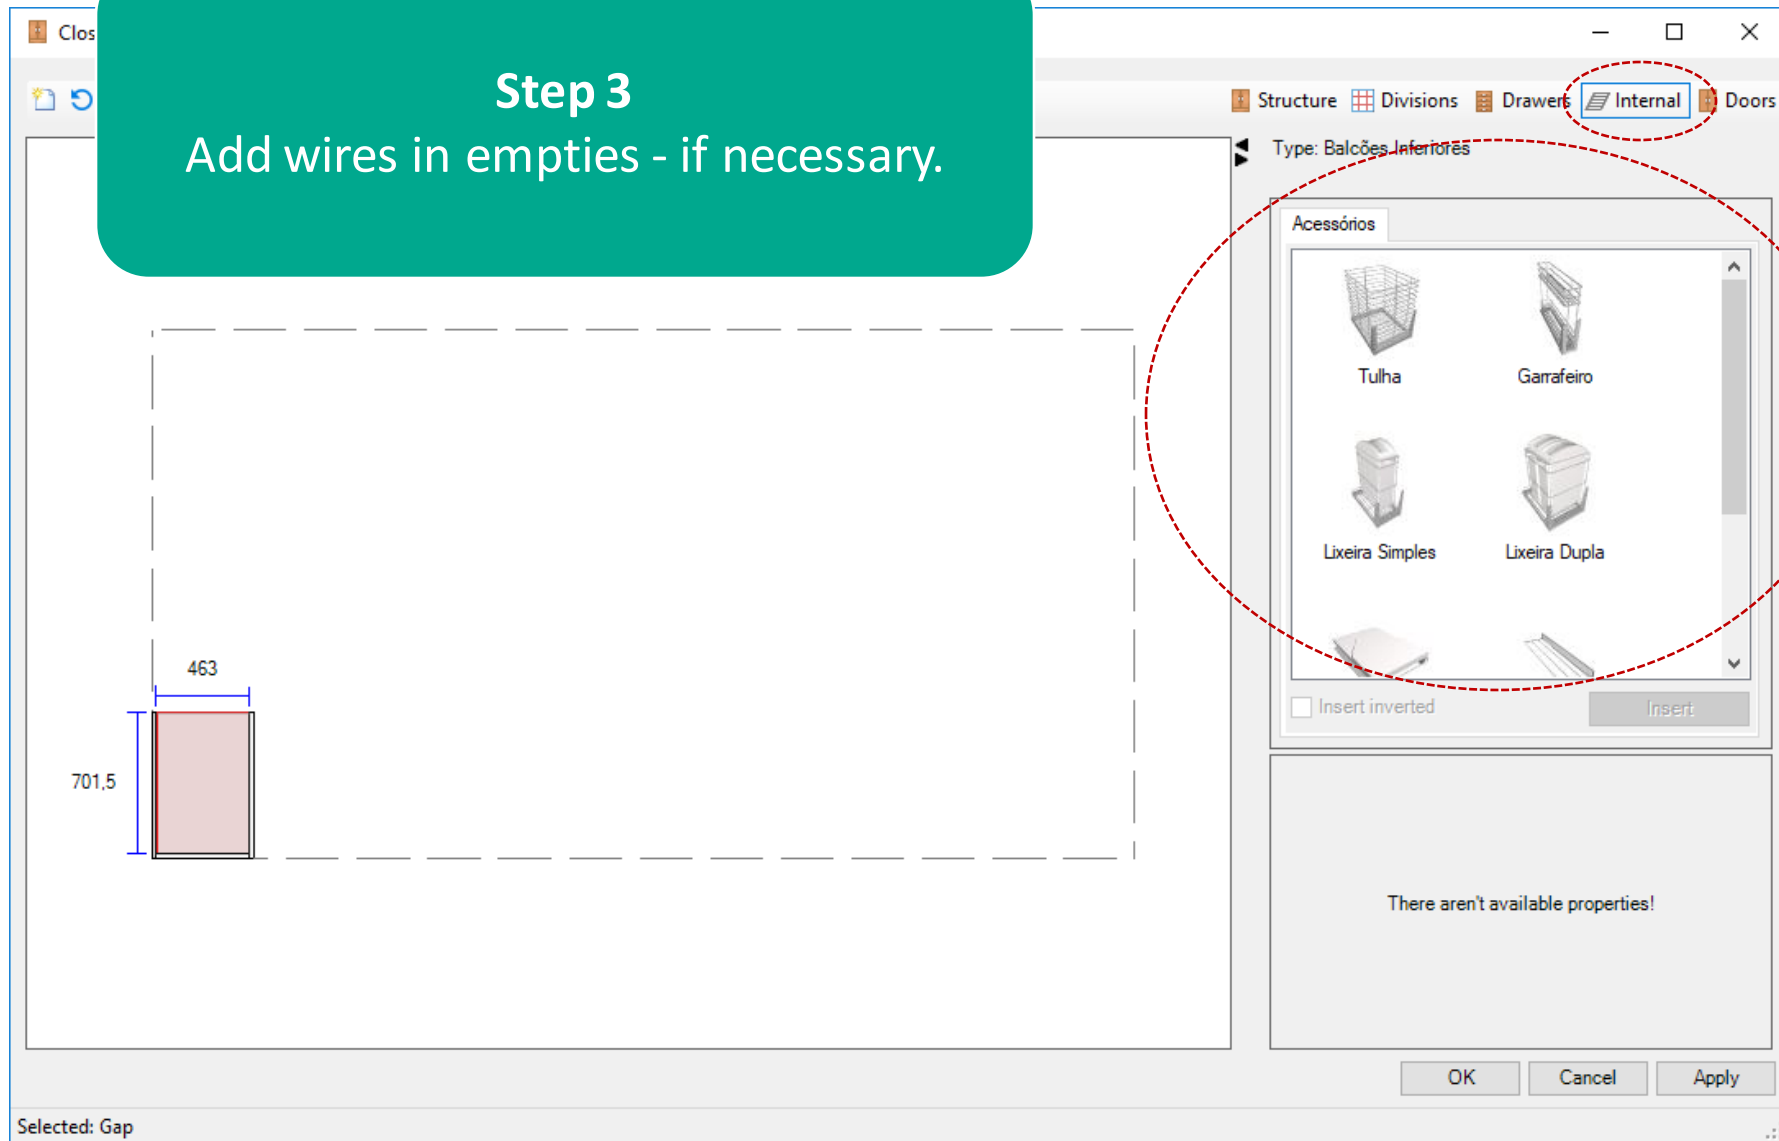 Clos
Step 3
Add wires in empties - if necessary.
Structure Divisions Drawers Internal Doors
Type: Balcões Inferiores
Acessórios
Tulha Garrafeiro
Lixeira Simples Lixeira Dupla
Insert inverted Insert
463
701,5
There aren't available properties!
OK Cancel Apply
Selected: Gap